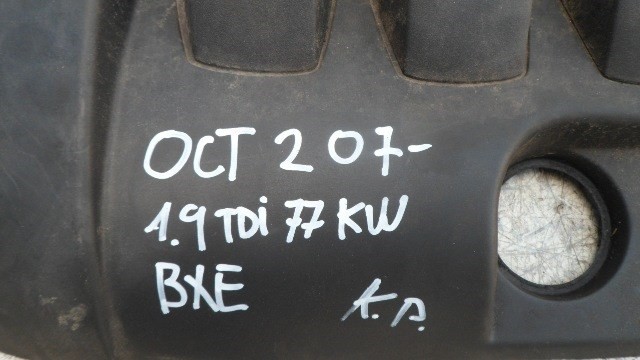 OCT 2 07-
1.9 TDi 77 KW
BXE